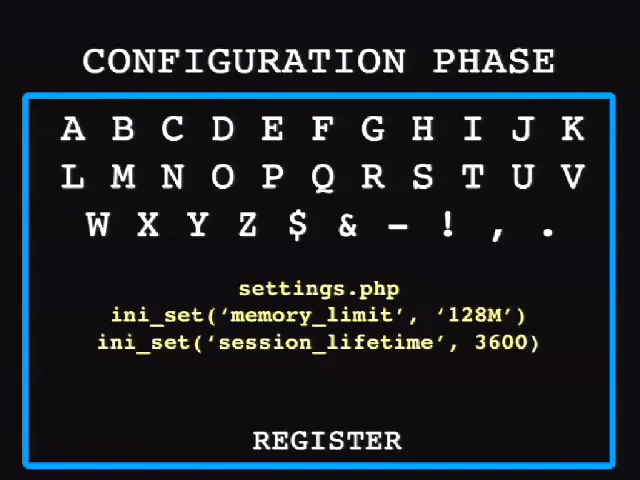 CONFIGURATION PHASE
A B C D E F G H I J K
L M N O P Q R S T U V
W X Y Z $ & – ! , .
settings.php
ini_set(‘memory_limit’, ‘128M’)
ini_set(‘session_lifetime’, 3600)
REGISTER